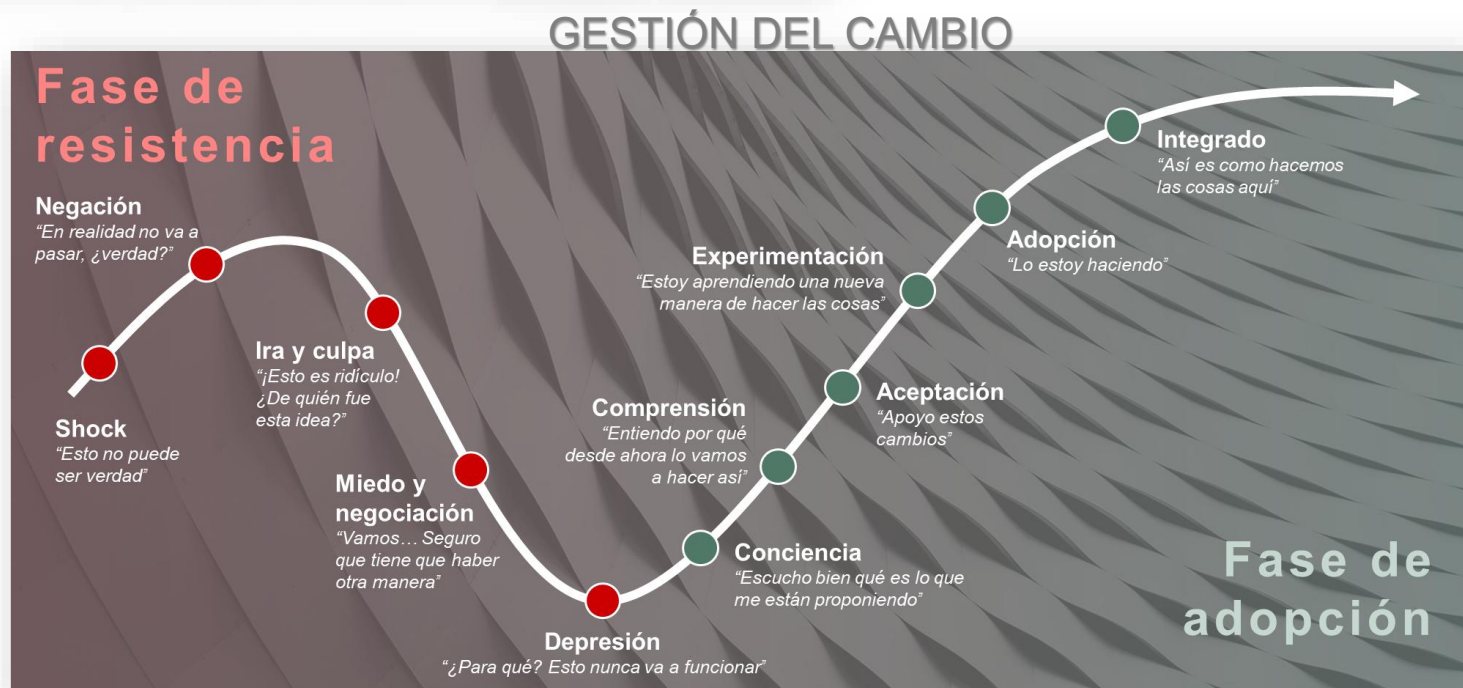 GESTIÓN DEL CAMBIO
Fase de
resistencia
Negación
“En realidad no va a
pasar, ¿verdad?”
Shock
“Esto no puede
ser verdad”
Ira y culpa
“¡Esto es ridículo!
¿De quién fue
esta idea?”
Miedo y
negociación
“Vamos… Seguro
que tiene que haber
otra manera”
Depresión
“¿Para qué? Esto nunca va a funcionar”
Conciencia
“Escucho bien qué es lo que
me están proponiendo”
Comprensión
“Entiendo por qué
desde ahora lo vamos
a hacer así”
Aceptación
“Apoyo estos
cambios”
Experimentación
“Estoy aprendiendo una nueva
manera de hacer las cosas”
Adopción
“Lo estoy haciendo”
Integrado
“Así es como hacemos
las cosas aquí”
Fase de
adopción